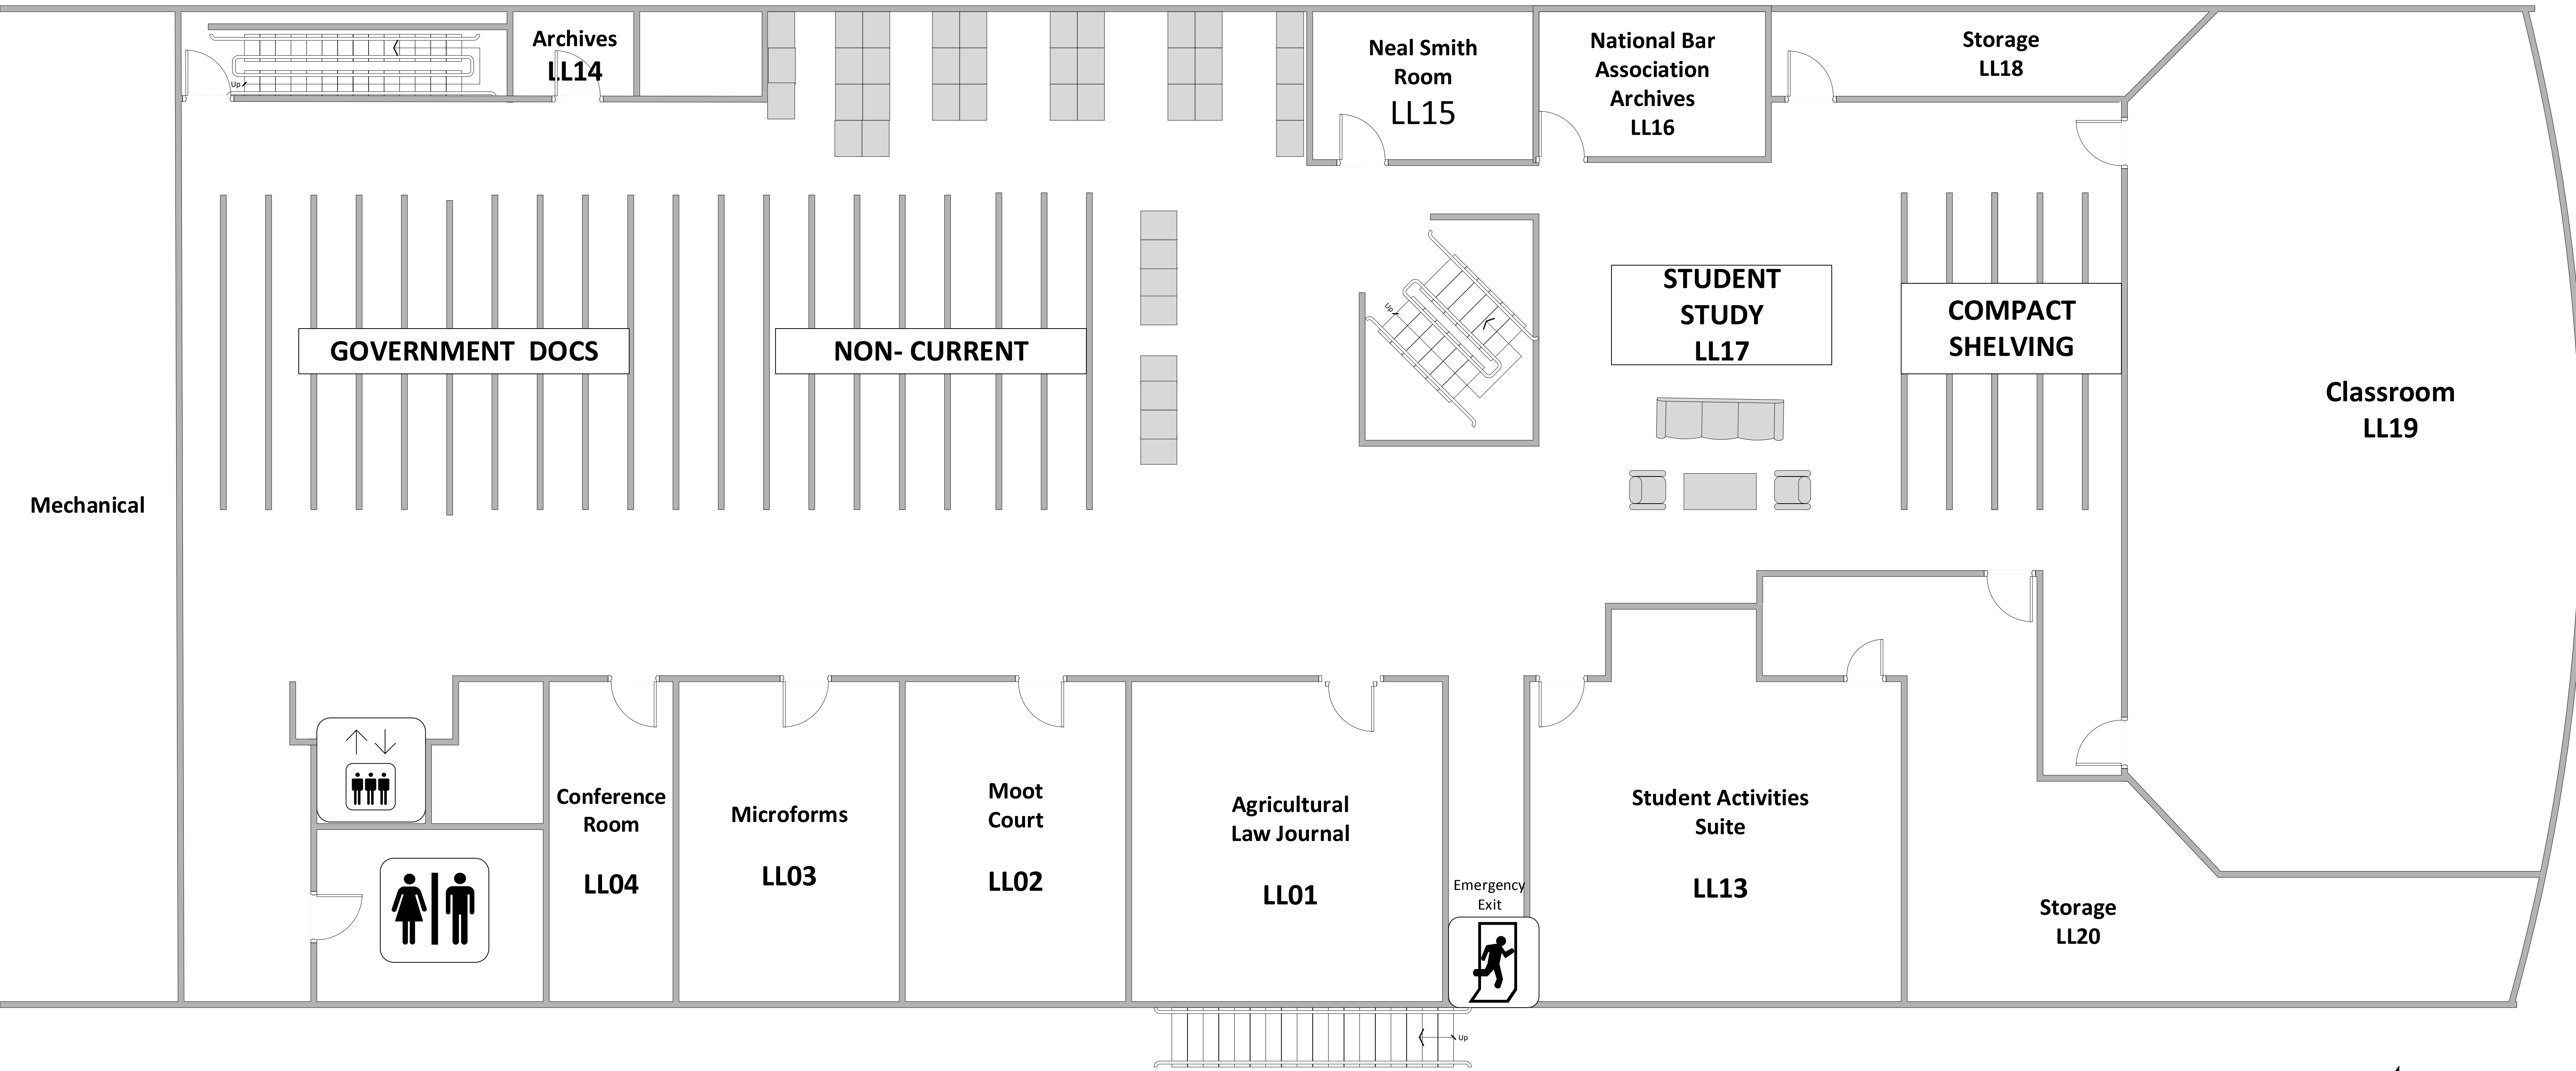 Archives
LL14
Up
Neal Smith
Room
LL15
National Bar
Association
Archives
LL16
Storage
LL18
GOVERNMENT  DOCS
NON- CURRENT
Up
STUDENT
STUDY
LL17
COMPACT
SHELVING
Classroom
LL19
Mechanical
Conference
Room
LL04
Microforms
LL03
Moot
Court
LL02
Agricultural
Law Journal
LL01
Emergency
Exit
Student Activities
Suite
LL13
Storage
LL20
Up